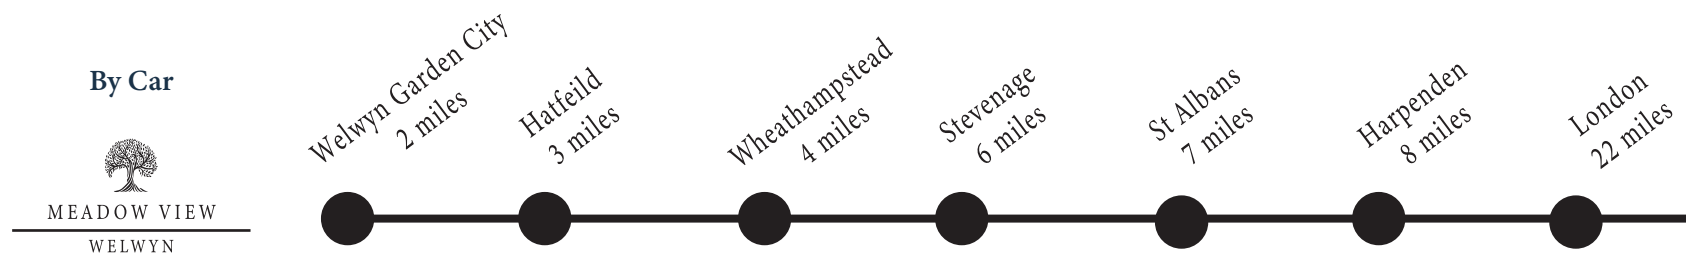 By Car
MEADOW VIEW
WELWYN
Welwyn Garden City
2 miles
Hatfeild
3 miles
Wheathampstead
4 miles
Stevenage
6 miles
St Albans
7 miles
Harpenden
8 miles
London
22 miles